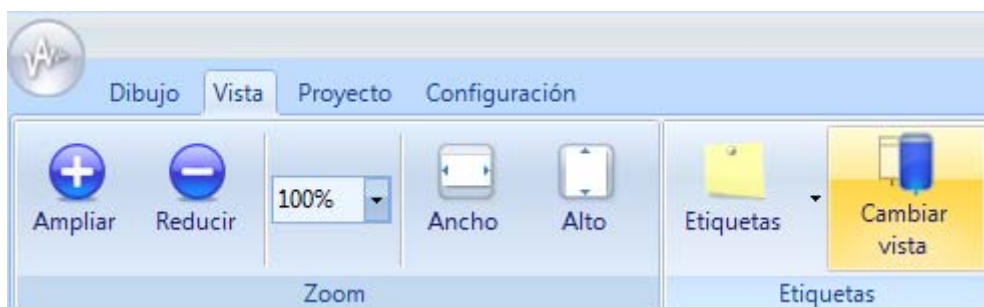 Dibujo Vista Proyecto Configuración
100%
Ampliar Reducir Ancho Alto Etiquetas Cambiar
vista
Zoom Etiquetas